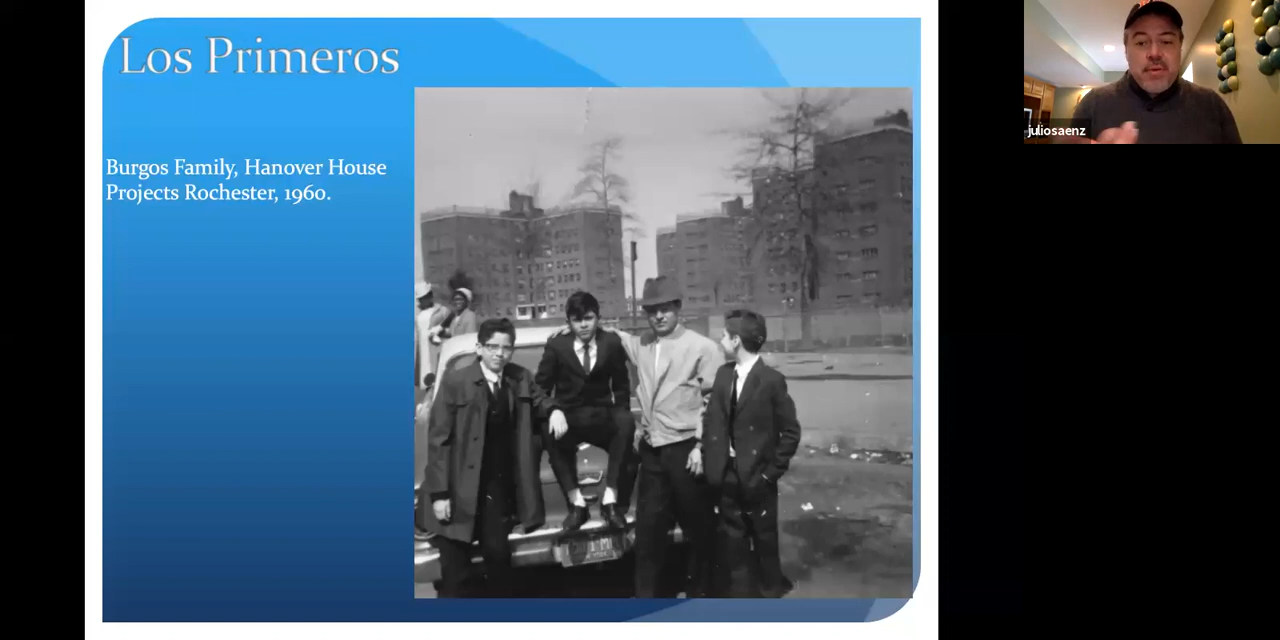 Los Primeros
Burgos Family, Hanover House
Projects Rochester, 1960.
juliosaenz